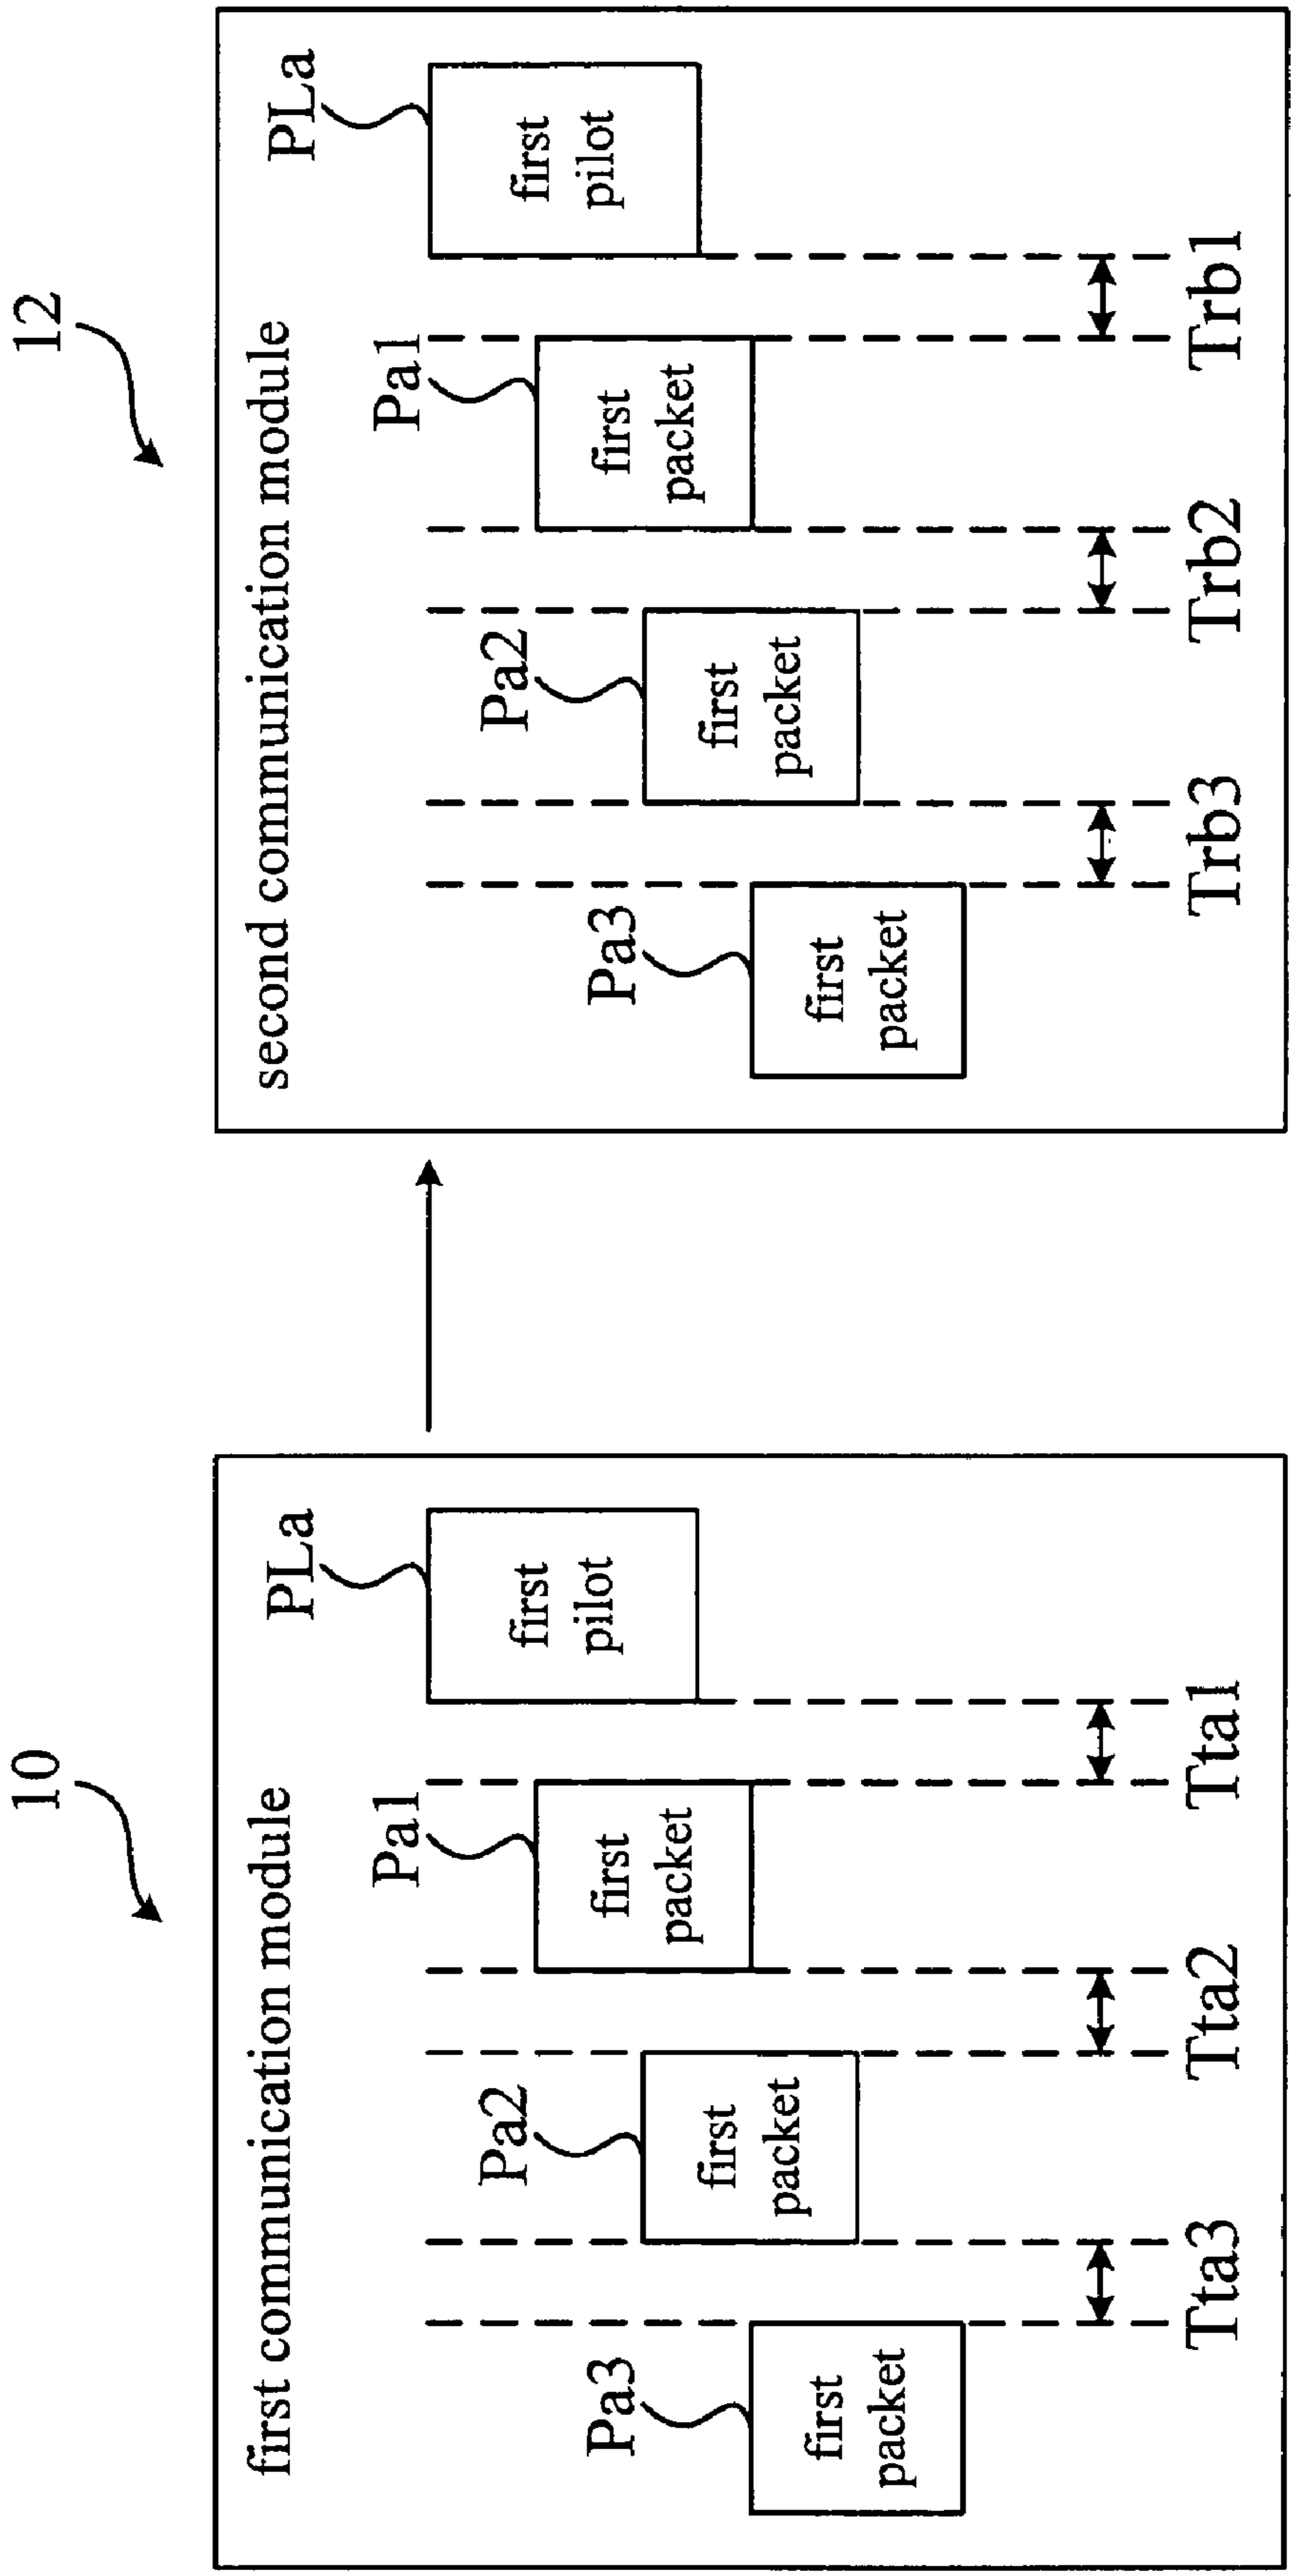 10
first communication module
PLa
Pa1
Pa2
Pa3
first
pilot
first
packet
first
packet
first
packet
Tta3
Tta2
Tta1
12
second communication module
PLa
Pa1
Pa2
Pa3
first
pilot
first
packet
first
packet
first
packet
Trb3
Trb2
Trb1